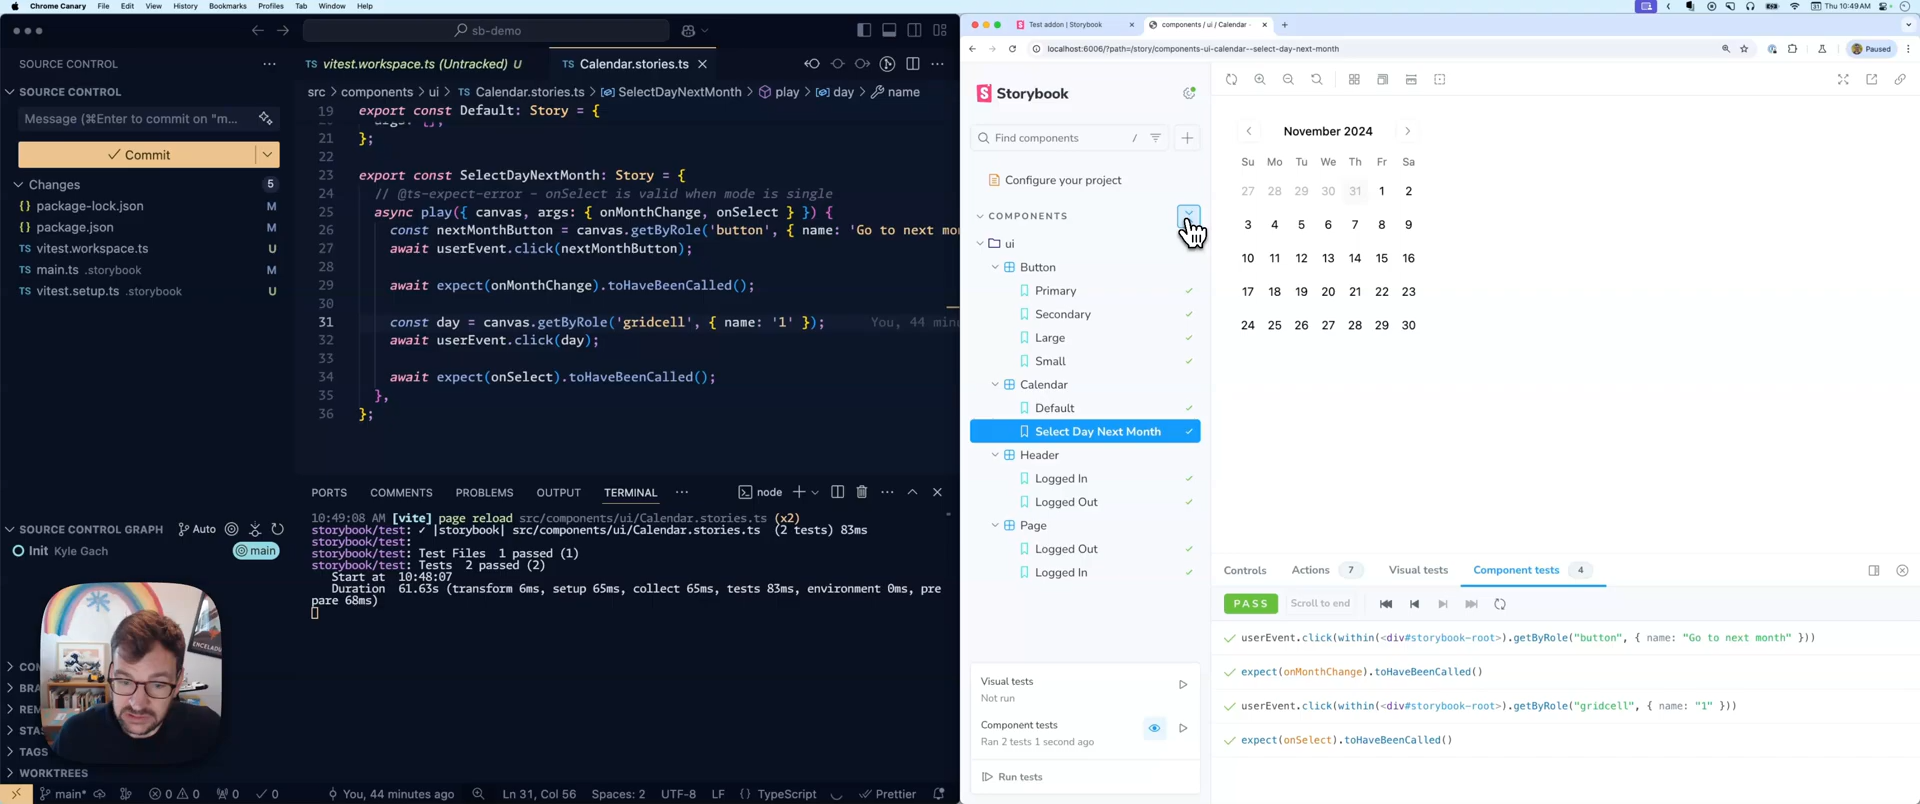 Chrome Canary File Edit View History Bookmarks Profiles Tab Window Help
Thu 10:49 AM
sb-demo
SOURCE CONTROL
SOURCE CONTROL
Message (⌘Enter to commit on "m...
Commit
Changes 5
{} package-lock.json M
{} package.json M
TS vitest.workspace.ts U
TS main.ts .storybook M
TS vitest.setup.ts .storybook U
SOURCE CONTROL GRAPH Auto
Init Kyle Gach main
TAGS
WORKTREES
TS vitest.workspace.ts (Untracked) U
TS Calendar.stories.ts
src > components > ui > TS Calendar.stories.ts > SelectDayNextMonth > play > day > name
19 export const Default: Story = {
21 };
22
23 export const SelectDayNextMonth: Story = {
24 // @ts-expect-error - onSelect is valid when mode is single
25 async play({ canvas, args: { onMonthChange, onSelect } }) {
26 const nextMonthButton = canvas.getByRole('button', { name: 'Go to next mo
27 await userEvent.click(nextMonthButton);
28
29 await expect(onMonthChange).toHaveBeenCalled();
30
31 const day = canvas.getByRole('gridcell', { name: '1' }); You, 44 minu
32 await userEvent.click(day);
33
34 await expect(onSelect).toHaveBeenCalled();
35 },
36 };
PORTS COMMENTS PROBLEMS OUTPUT TERMINAL node
10:49:08 AM [vite] page reload src/components/ui/Calendar.stories.ts (x2)
storybook/test: ✓ |storybook| src/components/ui/Calendar.stories.ts (2 tests) 83ms
storybook/test:
storybook/test: Test Files 1 passed (1)
storybook/test: Tests 2 passed (2)
Start at 10:48:07
Duration 61.63s (transform 6ms, setup 65ms, collect 65ms, tests 83ms, environment 0ms, pre
pare 68ms)
main* 0 0 0 0 You, 44 minutes ago Ln 31, Col 56 Spaces: 2 UTF-8 LF {} TypeScript Prettier
Test addon | Storybook
components / ui / Calendar
localhost:6006/?path=/story/components-ui-calendar--select-day-next-month
Paused
Storybook
Find components /
Configure your project
COMPONENTS
ui
Button
Primary
Secondary
Large
Small
Calendar
Default
Select Day Next Month
Header
Logged In
Logged Out
Page
Logged Out
Logged In
Visual tests
Not run
Component tests
Ran 2 tests 1 second ago
Run tests
November 2024
Su Mo Tu We Th Fr Sa
27 28 29 30 31 1 2
3 4 5 6 7 8 9
10 11 12 13 14 15 16
17 18 19 20 21 22 23
24 25 26 27 28 29 30
Controls Actions 7 Visual tests Component tests 4
PASS Scroll to end
userEvent.click(within(<div#storybook-root>).getByRole("button", { name: "Go to next month" }))
expect(onMonthChange).toHaveBeenCalled()
userEvent.click(within(<div#storybook-root>).getByRole("gridcell", { name: "1" }))
expect(onSelect).toHaveBeenCalled()